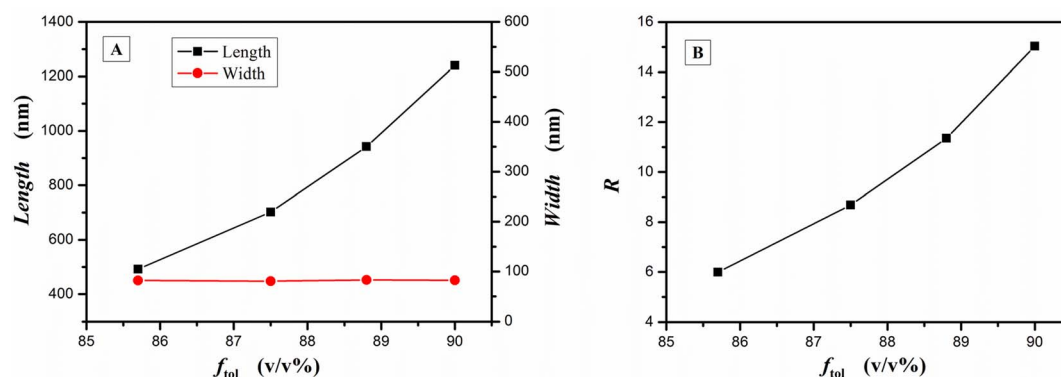 A
Length
Width
Length (nm)
1400
1200
1000
800
600
400
Width (nm)
600
500
400
300
200
100
0
85 86 87 88 89 90
f_tol (v/v%)
B
R
16
14
12
10
8
6
4
85 86 87 88 89 90
f_tol (v/v%)